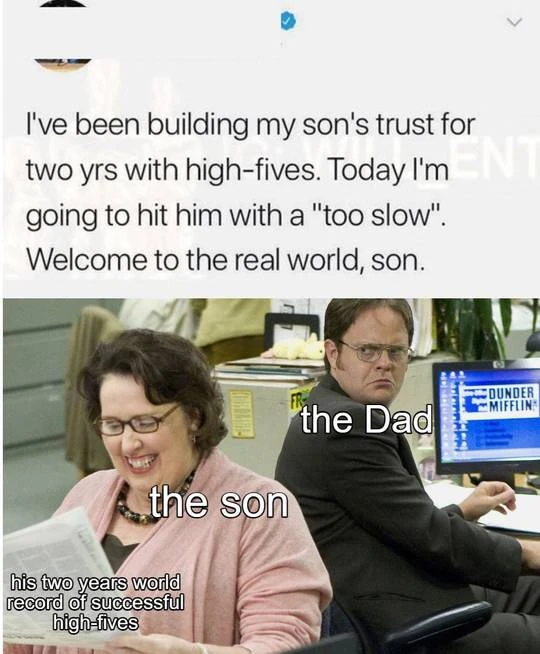 I've been building my son's trust for
two yrs with high-fives. Today I'm
going to hit him with a "too slow".
Welcome to the real world, son.
DUNDER
MIFFLIN
the Dad
the son
his two years world
record of successful
high-fives